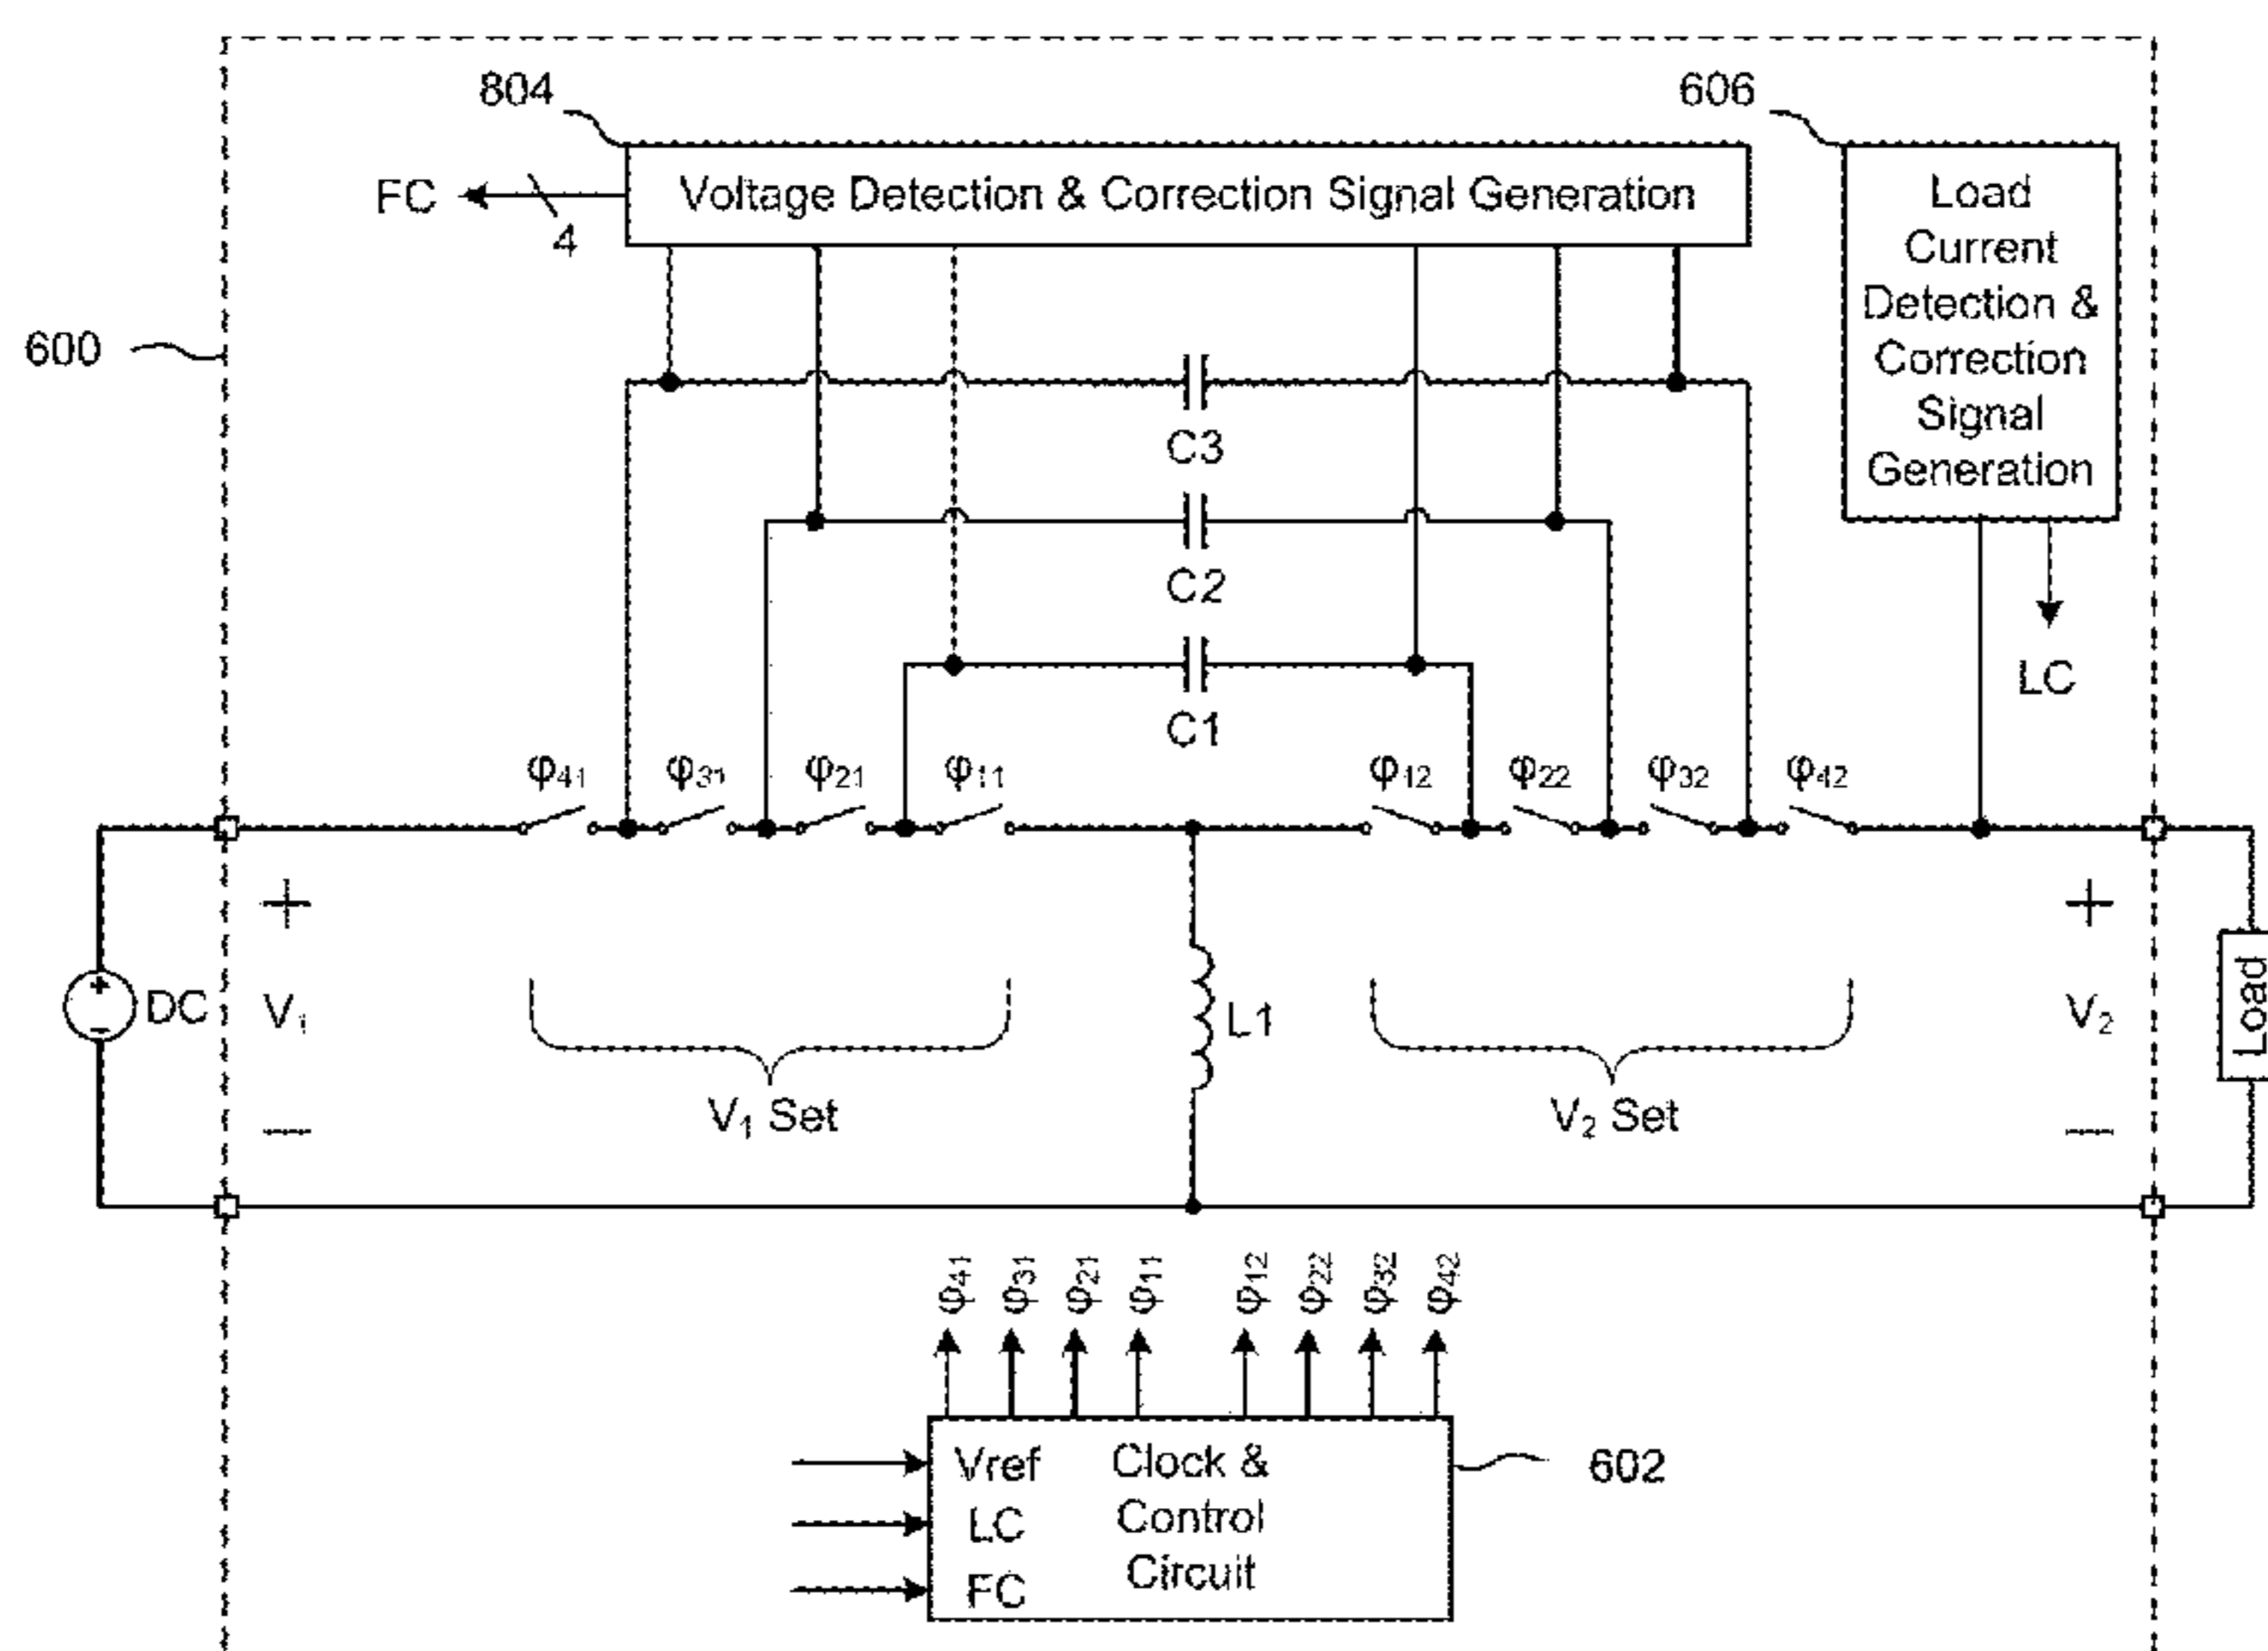 804
606
FC
4
Voltage Detection & Correction Signal Generation
Load
Current
Detection &
Correction
Signal
Generation
600
C3
C2
LC
C1
φ41 φ31 φ21 φ11 φ12 φ22 φ32 φ42
+
+
DC
V1
L1
V2
Load
V1 Set
V2 Set
−
−
φ41 φ31 φ21 φ11 φ12 φ22 φ32 φ42
Vref
LC
FC
Clock &
Control
Circuit
602